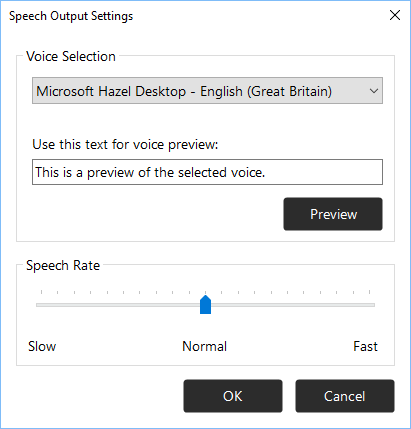 Speech Output Settings
Voice Selection
Microsoft Hazel Desktop - English (Great Britain)
Use this text for voice preview:
This is a preview of the selected voice.
Preview
Speech Rate
Slow Normal Fast
OK Cancel